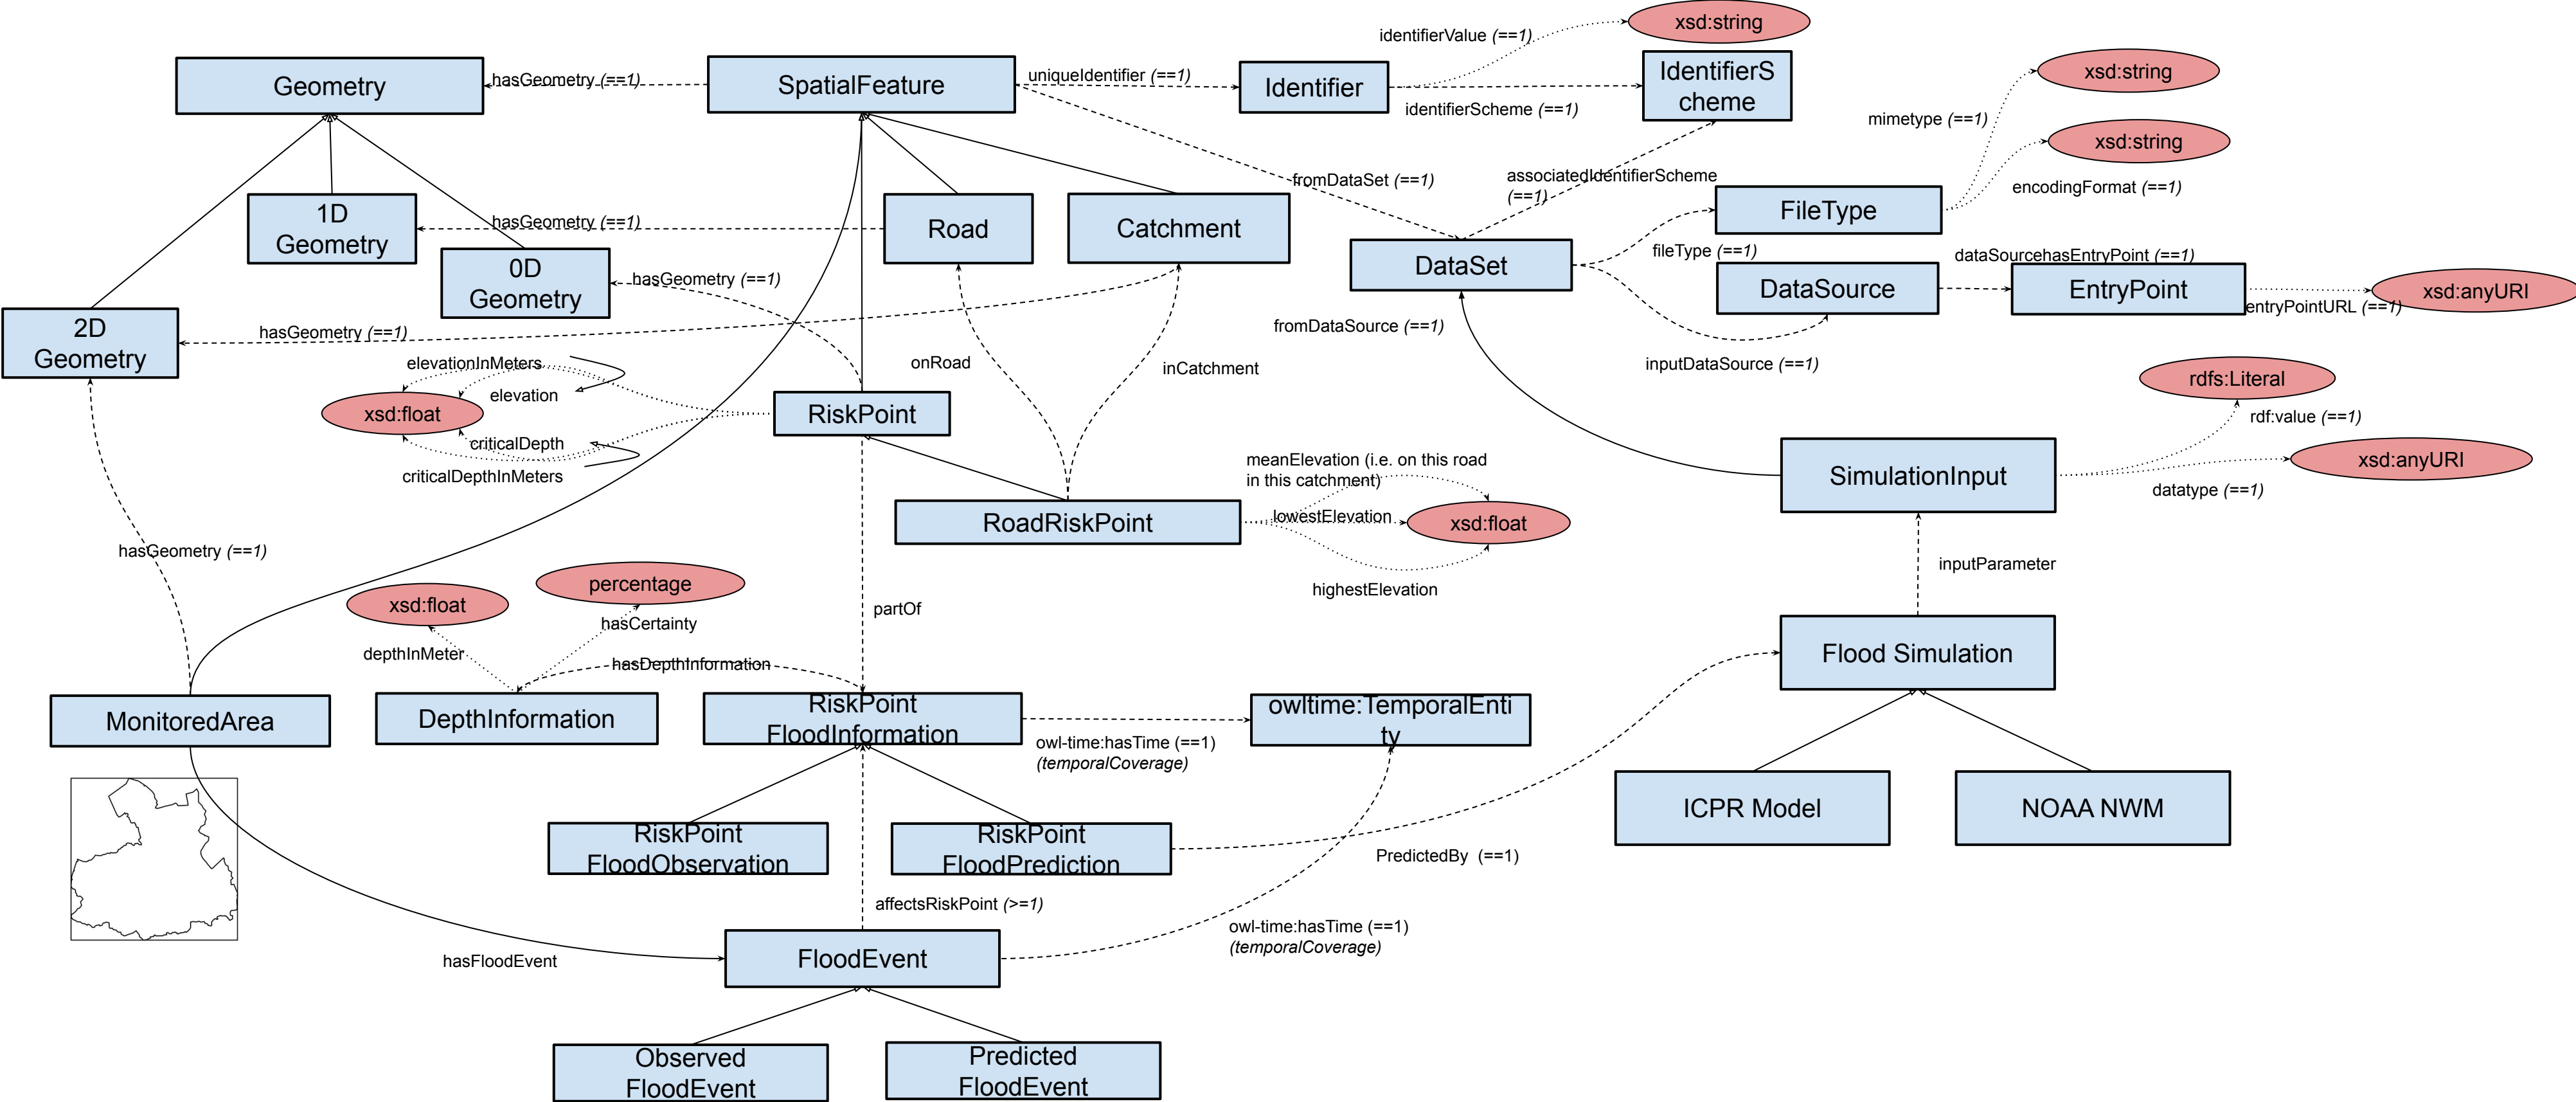 xsd:string
identifierValue (==1)
Geometry
hasGeometry (==1)
SpatialFeature
uniqueIdentifier (==1)
Identifier
identifierScheme (==1)
IdentifierS
cheme
xsd:string
mimetype (==1)
xsd:string
encodingFormat (==1)
fromDataSet (==1)
associatedIdentifierScheme
(==1)
FileType
1D
Geometry
hasGeometry (==1)
Road
Catchment
0D
Geometry
hasGeometry (==1)
DataSet
fileType (==1)
dataSourcehasEntryPoint (==1)
DataSource
EntryPoint
xsd:anyURI
entryPointURL (==1)
2D
Geometry
hasGeometry (==1)
fromDataSource (==1)
inputDataSource (==1)
elevationInMeters
elevation
xsd:float
criticalDepth
criticalDepthInMeters
RiskPoint
onRoad
inCatchment
rdfs:Literal
rdf:value (==1)
xsd:anyURI
datatype (==1)
SimulationInput
meanElevation (i.e. on this road
in this catchment)
RoadRiskPoint
lowestElevation
xsd:float
highestElevation
hasGeometry (==1)
inputParameter
percentage
xsd:float
hasCertainty
partOf
depthInMeter
hasDepthInformation
Flood Simulation
MonitoredArea
DepthInformation
RiskPoint
FloodInformation
owltime:TemporalEnti
ty
owl-time:hasTime (==1)
(temporalCoverage)
ICPR Model
NOAA NWM
RiskPoint
FloodObservation
RiskPoint
FloodPrediction
PredictedBy (==1)
affectsRiskPoint (>=1)
owl-time:hasTime (==1)
(temporalCoverage)
hasFloodEvent
FloodEvent
Observed
FloodEvent
Predicted
FloodEvent